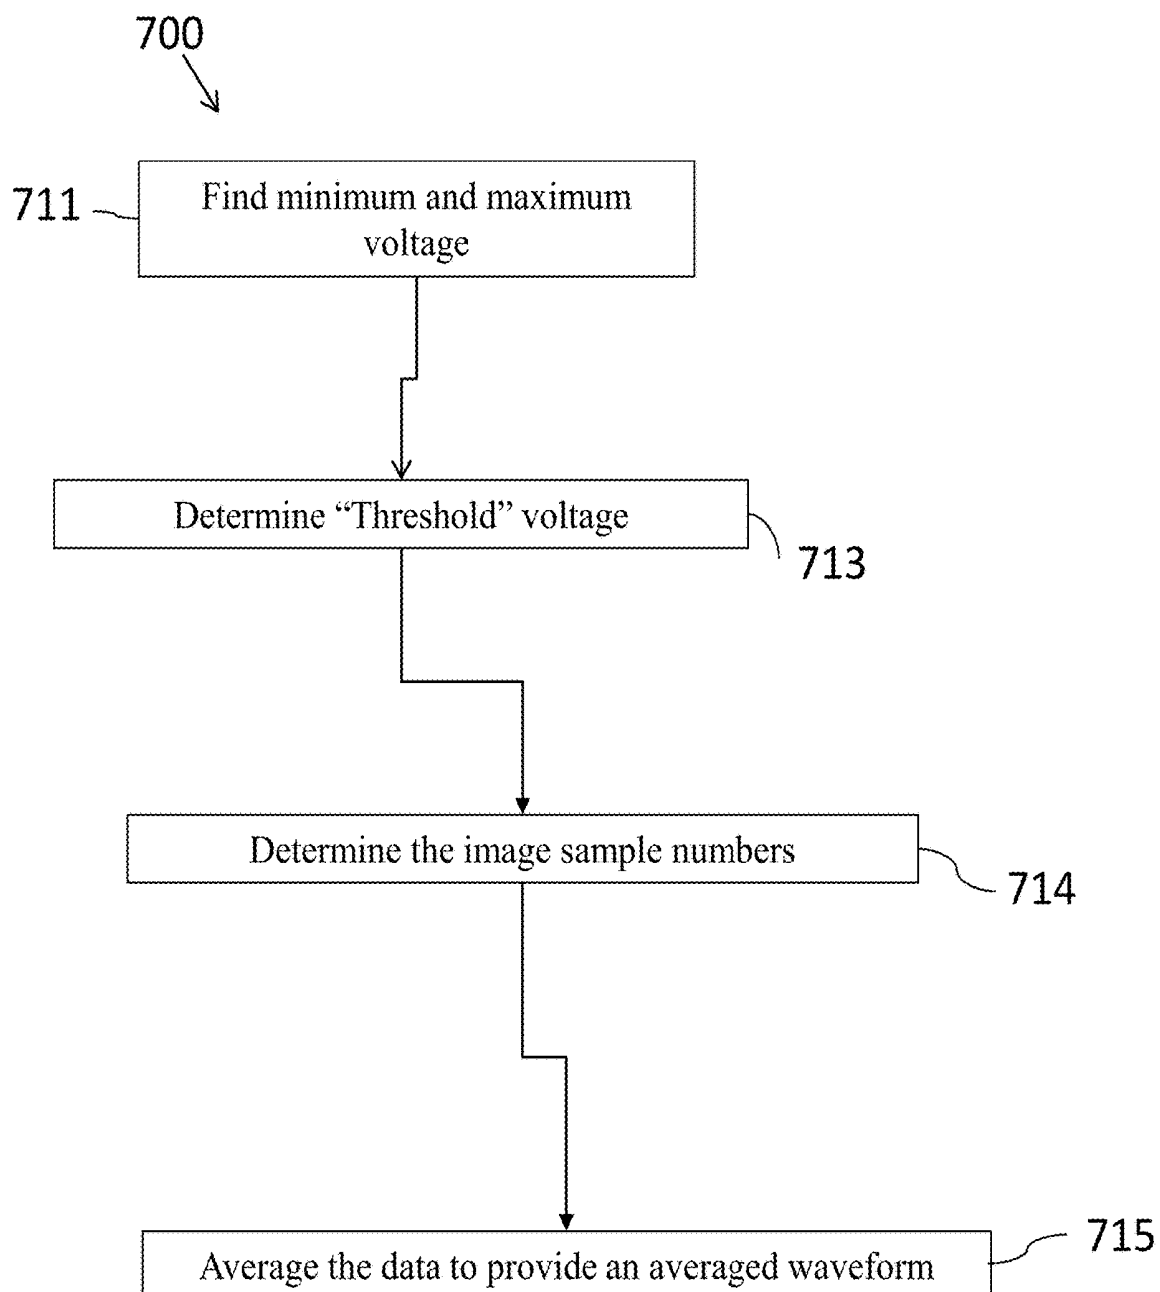 700
711
Find minimum and maximum
voltage
Determine “Threshold” voltage
713
Determine the image sample numbers
714
715
Average the data to provide an averaged waveform